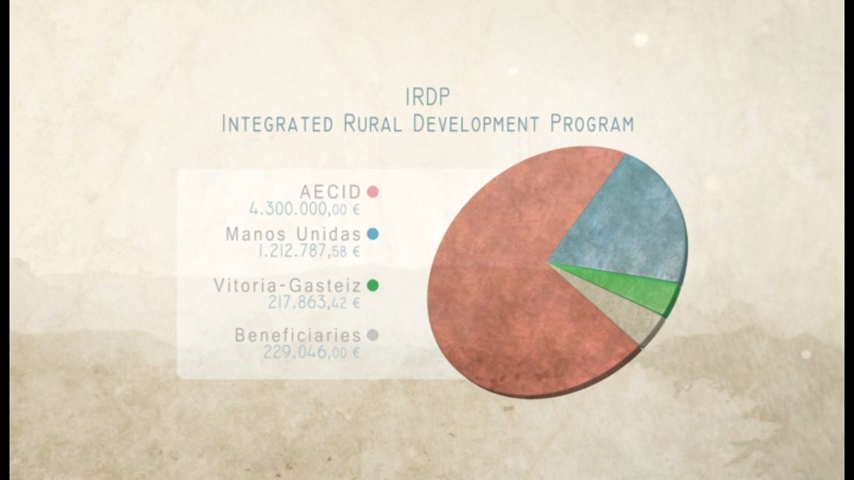 IRDP
INTEGRATED RURAL DEVELOPMENT PROGRAM
AECID
4.300.000,00 €
Manos Unidas
1.212.787,58 €
Vitoria-Gasteiz
217.863,42 €
Beneficiaries
229.046,00 €